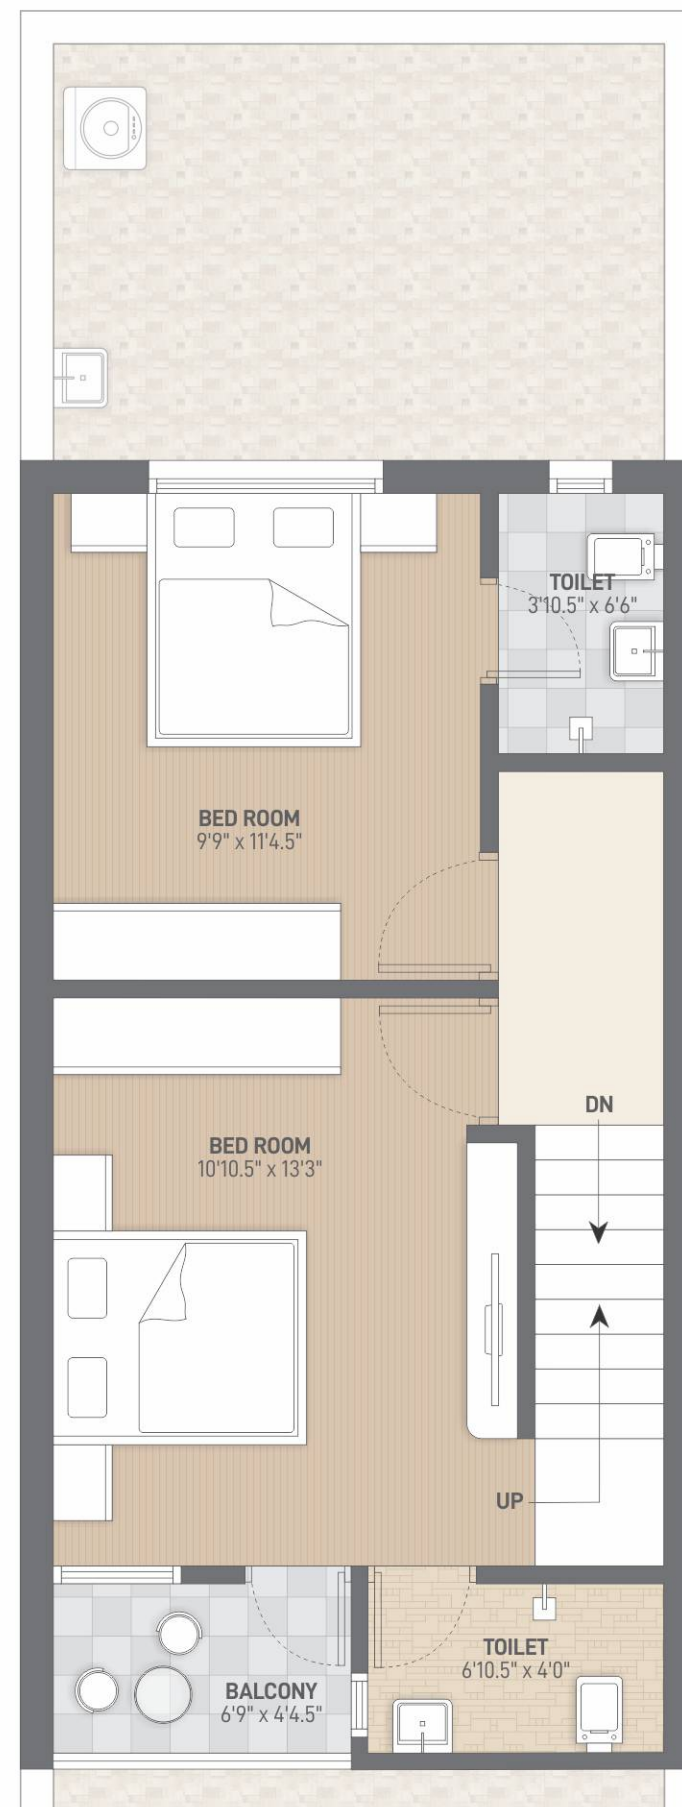 TOILET
3'10.5" x 6'6"
BED ROOM
9'9" x 11'4.5"
DN
BED ROOM
10'10.5" x 13'3"
UP
TOILET
6'10.5" x 4'0"
BALCONY
6'9" x 4'4.5"